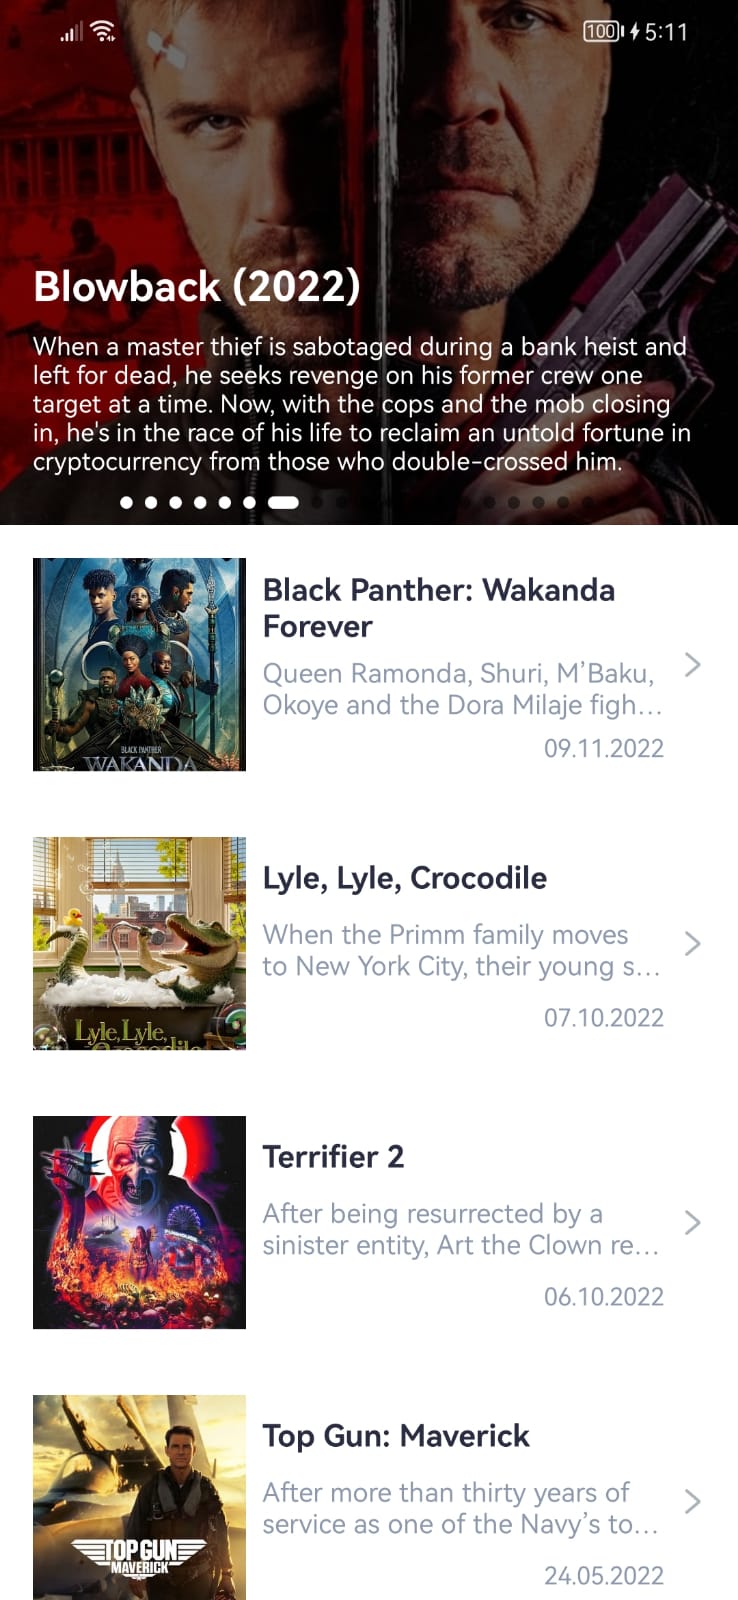 100 5:11
Blowback (2022)
When a master thief is sabotaged during a bank heist and
left for dead, he seeks revenge on his former crew one
target at a time. Now, with the cops and the mob closing
in, he's in the race of his life to reclaim an untold fortune in
cryptocurrency from those who double-crossed him.
BLACK PANTHER
WAKANDA
Black Panther: Wakanda
Forever
Queen Ramonda, Shuri, M’Baku,
Okoye and the Dora Milaje figh...
09.11.2022
Lyle, Lyle,
Crocodile
Lyle, Lyle, Crocodile
When the Primm family moves
to New York City, their young s...
07.10.2022
Terrifier 2
After being resurrected by a
sinister entity, Art the Clown re...
06.10.2022
TOP GUN
MAVERICK
Top Gun: Maverick
After more than thirty years of
service as one of the Navy’s to...
24.05.2022